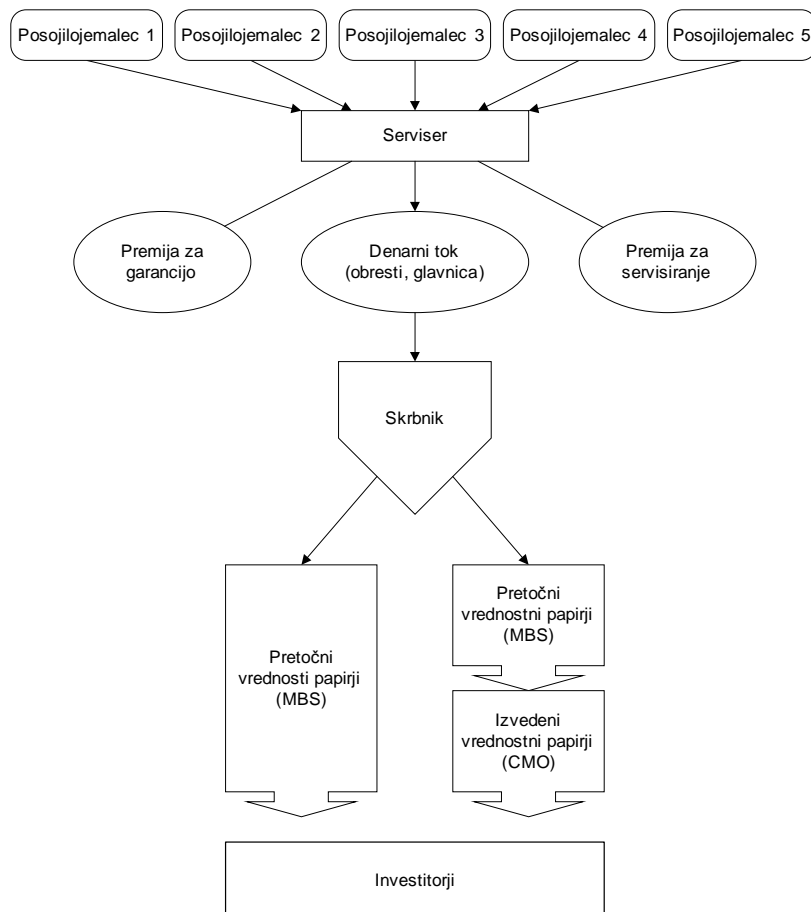 Posojilojemalec 1
Posojilojemalec 2
Posojilojemalec 3
Posojilojemalec 4
Posojilojemalec 5
Serviser
Premija za
garancijo
Denarni tok
(obresti, glavnica)
Premija za
servisiranje
Skrbnik
Pretočni
vrednosti papirji
(MBS)
Pretočni
vrednostni papirji
(MBS)
Izvedeni
vrednostni papirji
(CMO)
Investitorji